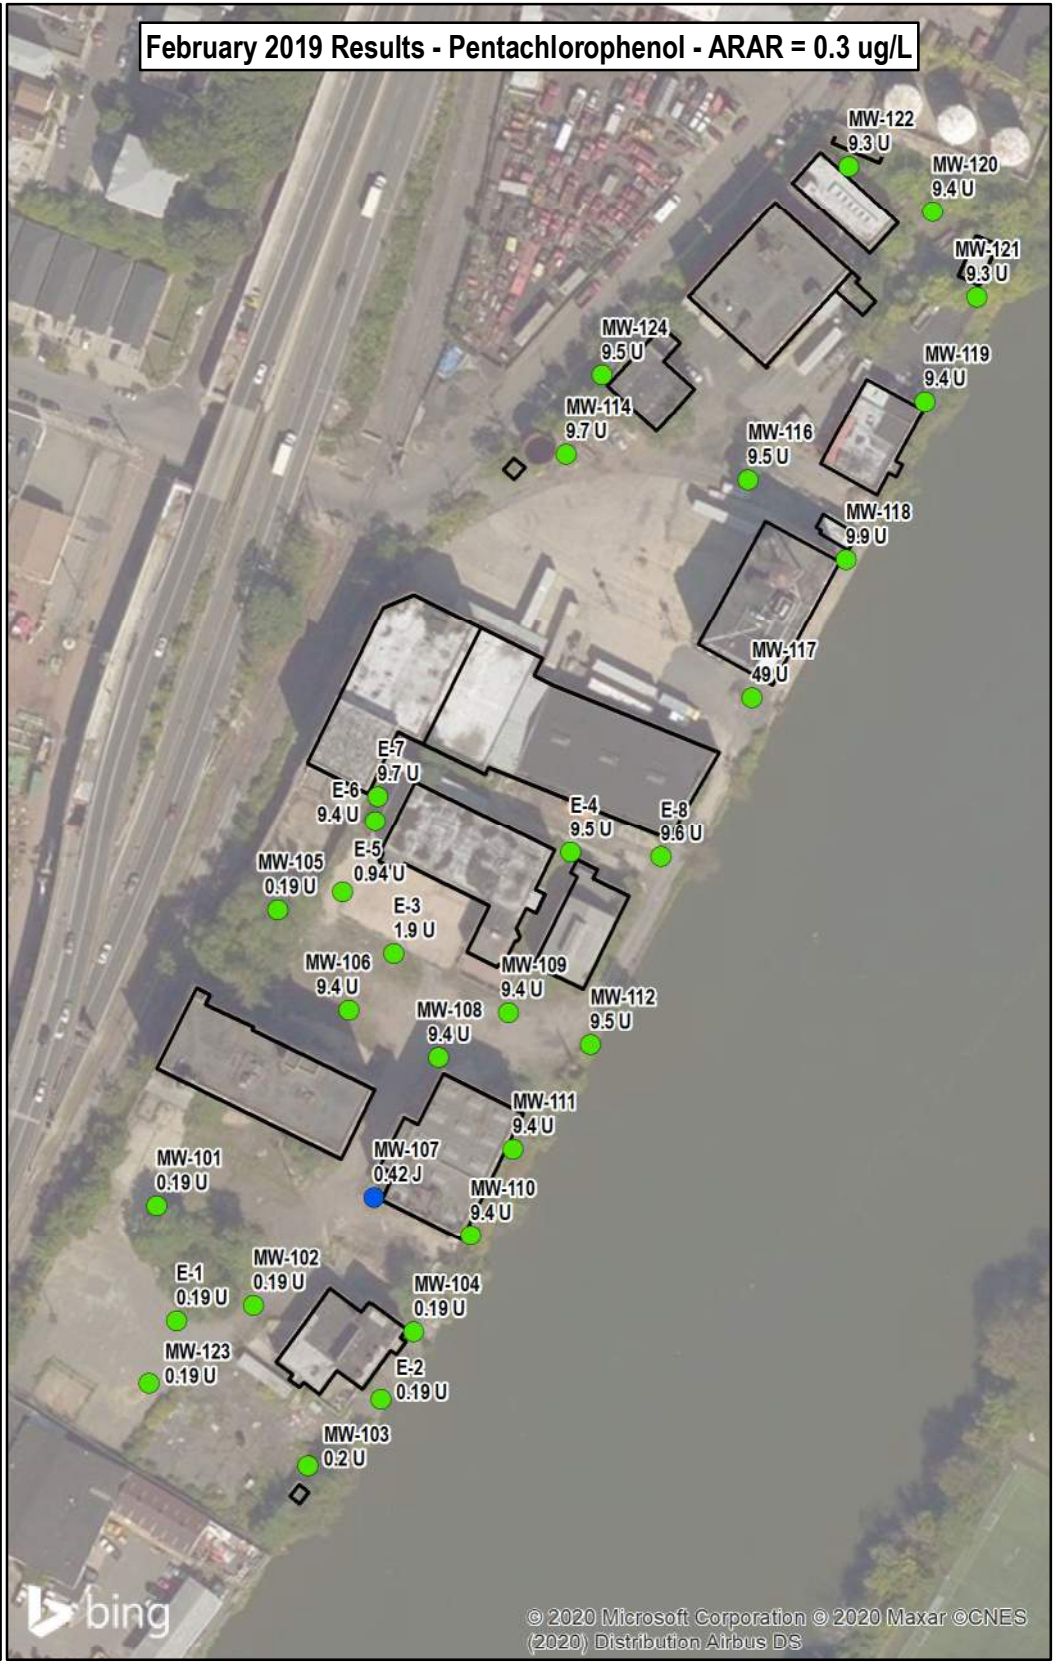 February 2019 Results - Pentachlorophenol - ARAR = 0.3 ug/L
MW-122
9.3 U
MW-120
9.4 U
MW-121
9.3 U
MW-124
9.5 U
MW-119
9.4 U
MW-114
9.7 U
MW-116
9.5 U
MW-118
9.9 U
MW-117
49 U
E-7
9.7 U
E-6
9.4 U
E-4
9.5 U
E-8
9.6 U
E-5
0.94 U
MW-105
0.19 U
E-3
1.9 U
MW-106
9.4 U
MW-109
9.4 U
MW-112
9.5 U
MW-108
9.4 U
MW-111
9.4 U
MW-107
0.42 J
MW-101
0.19 U
MW-110
9.4 U
MW-102
0.19 U
E-1
0.19 U
MW-104
0.19 U
MW-123
0.19 U
E-2
0.19 U
MW-103
0.2 U
bing
© 2020 Microsoft Corporation © 2020 Maxar ©CNES
(2020) Distribution Airbus DS